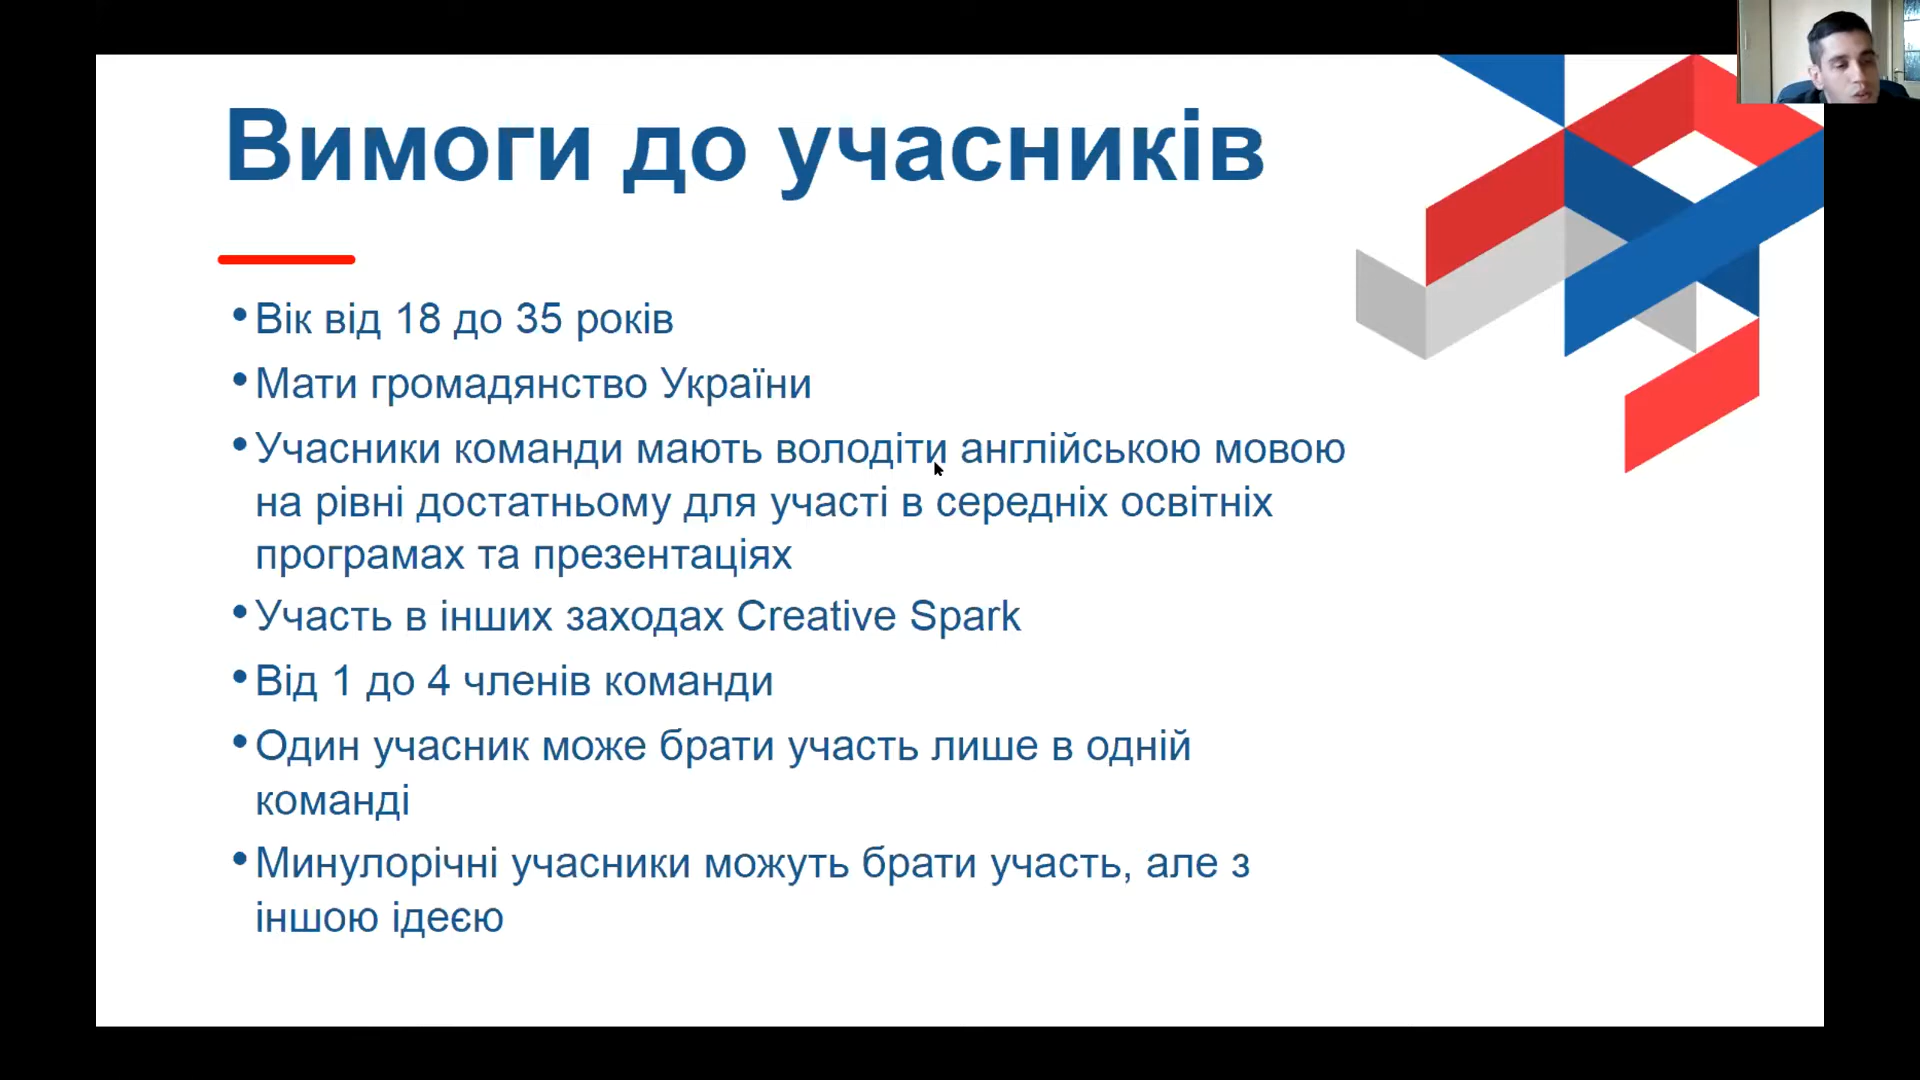 Вимоги до учасників
•Вік від 18 до 35 років
•Мати громадянство України
•Учасники команди мають володіти англійською мовою
на рівні достатньому для участі в середніх освітніх
програмах та презентаціях
•Участь в інших заходах Creative Spark
•Від 1 до 4 членів команди
•Один учасник може брати участь лише в одній
команді
•Минулорічні учасники можуть брати участь, але з
іншою ідеєю